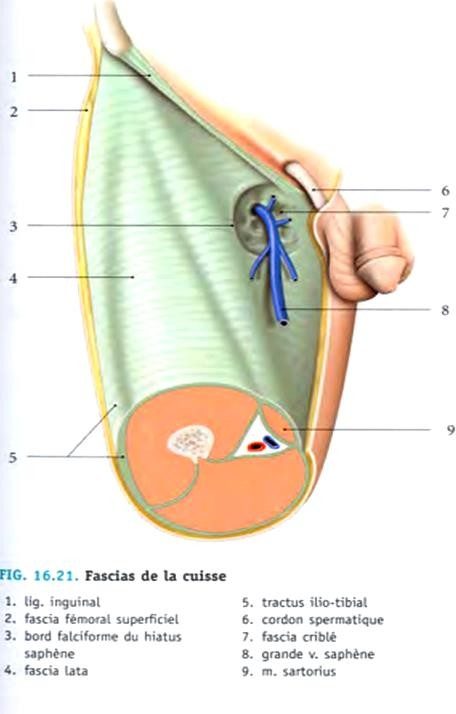 1
2
3
4
5
6
7
8
9
FIG. 16.21. Fascias de la cuisse
1. lig. inguinal
2. fascia fémoral superficiel
3. bord falciforme du hiatus
saphène
4. fascia lata
5. tractus ilio-tibial
6. cordon spermatique
7. fascia criblé
8. grande v. saphène
9. m. sartorius